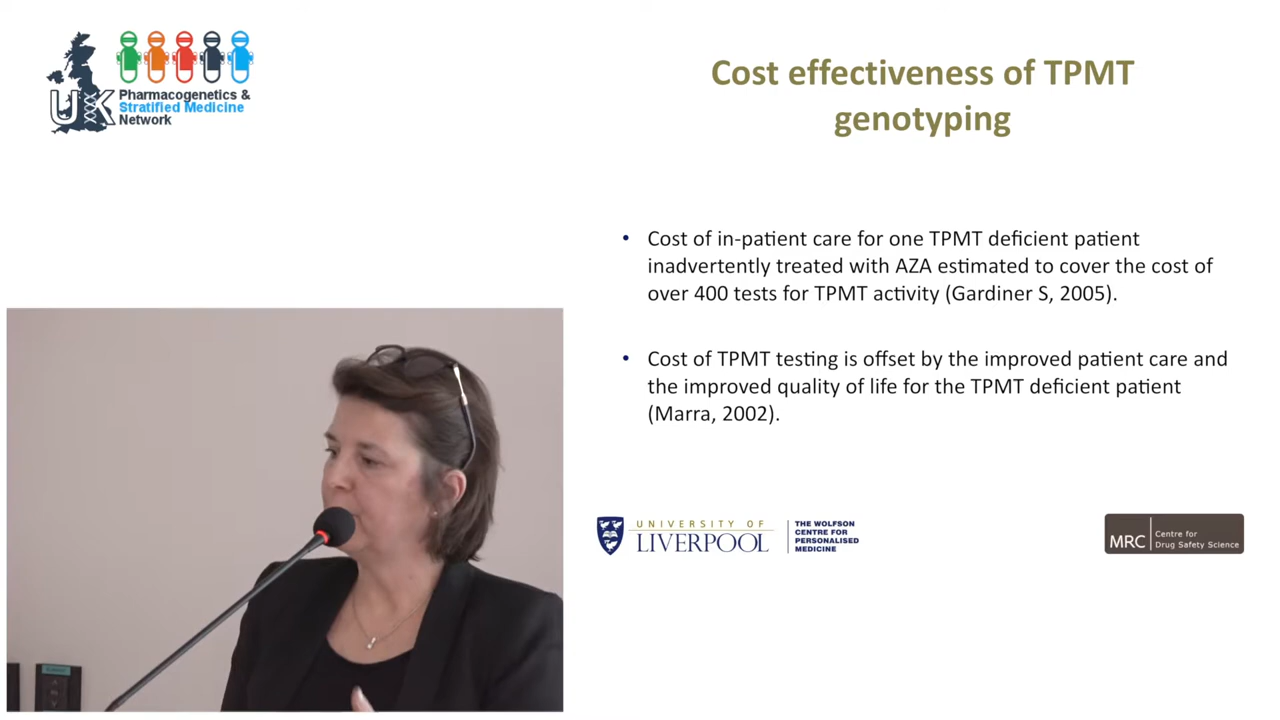 UK
Pharmacogenetics &
Stratified Medicine
Network
Cost effectiveness of TPMT
genotyping
• Cost of in-patient care for one TPMT deficient patient
inadvertently treated with AZA estimated to cover the cost of
over 400 tests for TPMT activity (Gardiner S, 2005).
• Cost of TPMT testing is offset by the improved patient care and
the improved quality of life for the TPMT deficient patient
(Marra, 2002).
UNIVERSITY OF
LIVERPOOL
THE WOLFSON
CENTRE FOR
PERSONALISED
MEDICINE
MRC
Centre for
Drug Safety Science